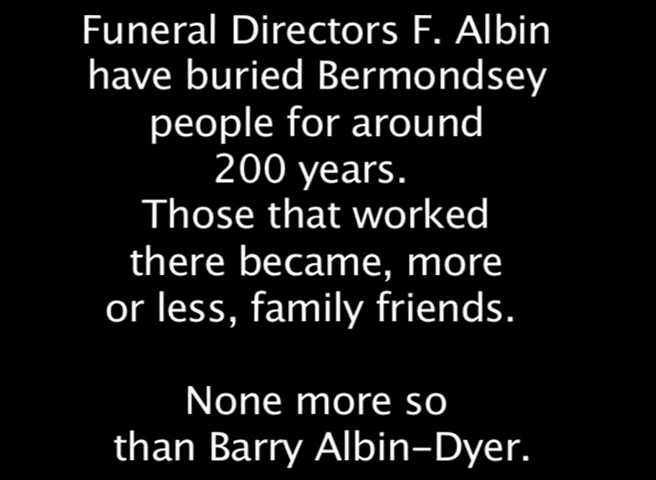 Funeral Directors F. Albin
have buried Bermondsey
people for around
200 years.
Those that worked
there became, more
or less, family friends.
None more so
than Barry Albin-Dyer.